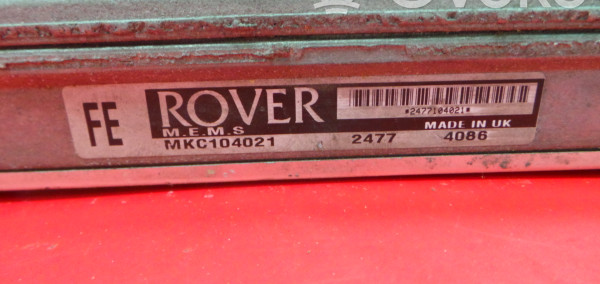 FE
ROVER
M.E.M.S
*2477104021*
MADE IN UK
MKC104021 2477 4086